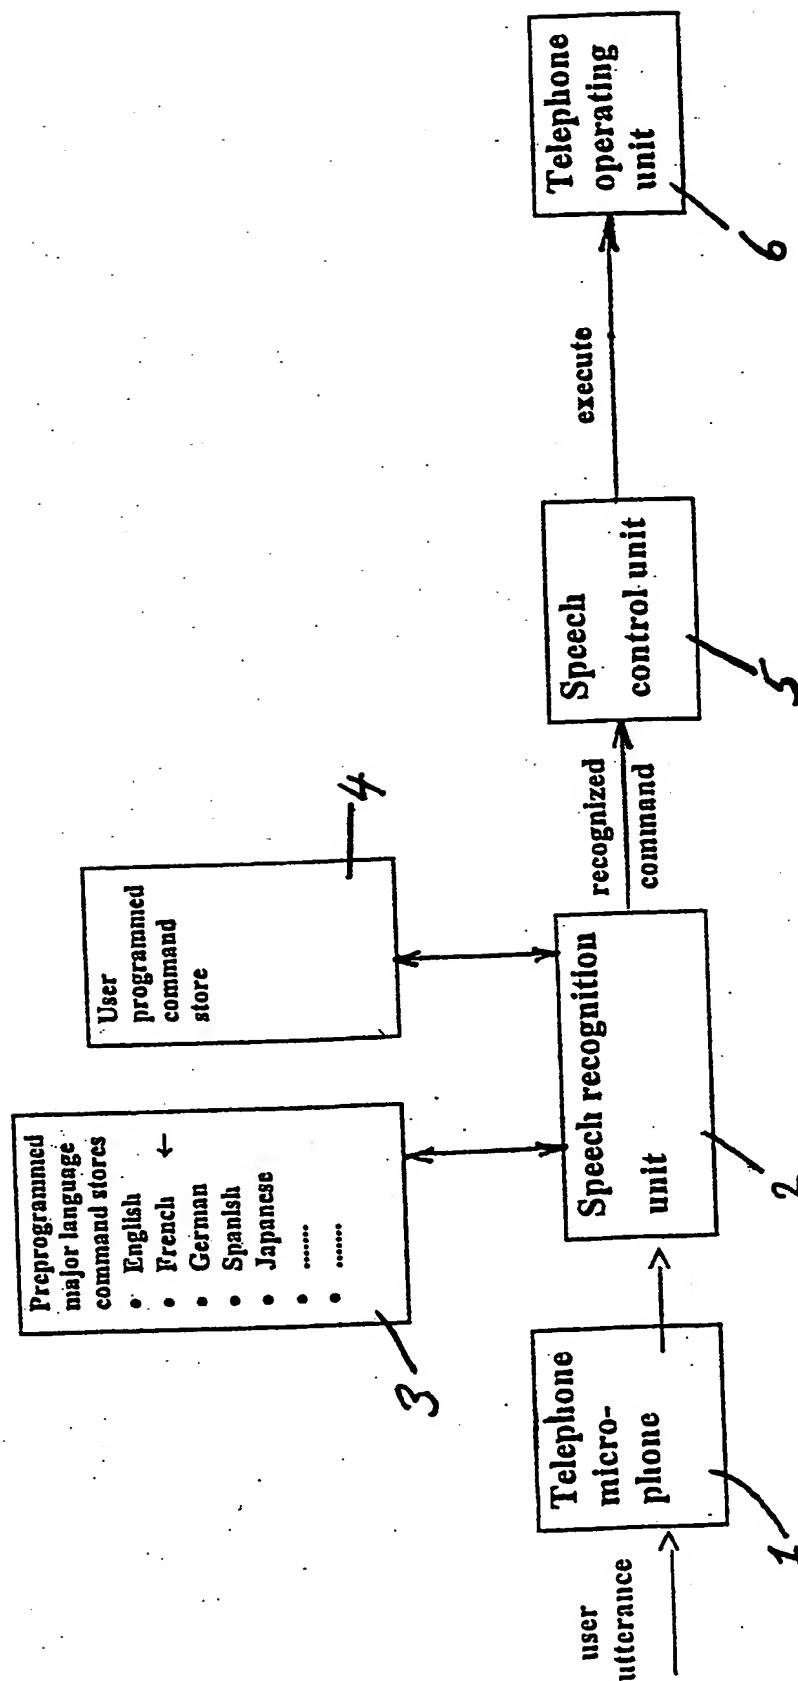 Preprogrammed
major language
command stores
• English
• French ←
• German
• Spanish
• Japanese
• .......
• .......
3
User
programmed
command
store
4
user
utterance
Telephone
micro-
phone
1
Speech recognition
unit
2
recognized
command
Speech
control unit
5
execute
Telephone
operating
unit
6